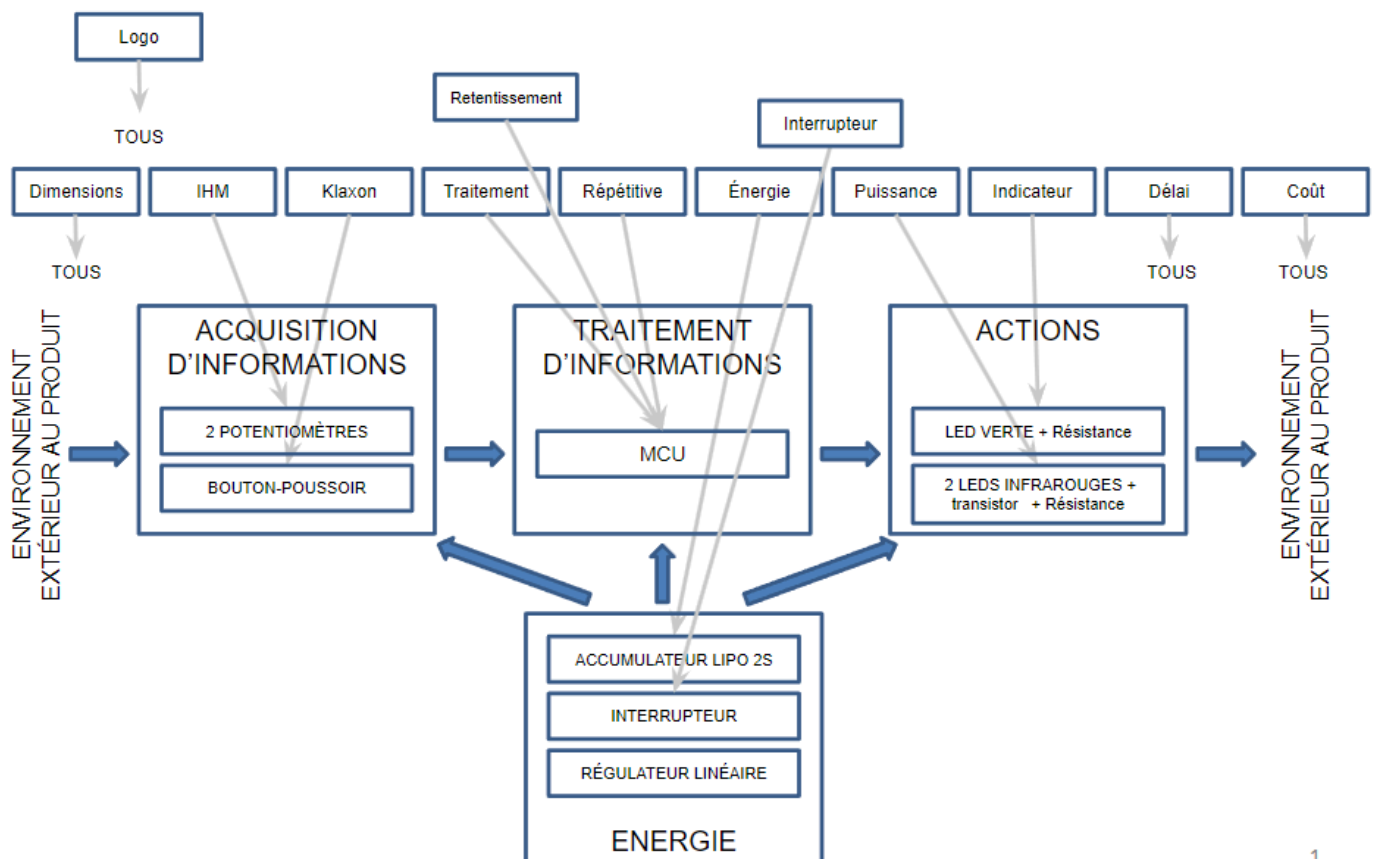 Logo
Retentissement
Interrupteur
TOUS
Dimensions
IHM
Klaxon
Traitement
Répétitive
Énergie
Puissance
Indicateur
Délai
Coût
TOUS
TOUS
TOUS
ENVIRONNEMENT
EXTÉRIEUR AU PRODUIT
ACQUISITION
D’INFORMATIONS
2 POTENTIOMÈTRES
BOUTON-POUSSOIR
TRAITEMENT
D’INFORMATIONS
MCU
ACTIONS
LED VERTE + Résistance
2 LEDS INFRAROUGES +
transistor + Résistance
ENVIRONNEMENT
EXTÉRIEUR AU PRODUIT
ACCUMULATEUR LIPO 2S
INTERRUPTEUR
RÉGULATEUR LINÉAIRE
ENERGIE
1